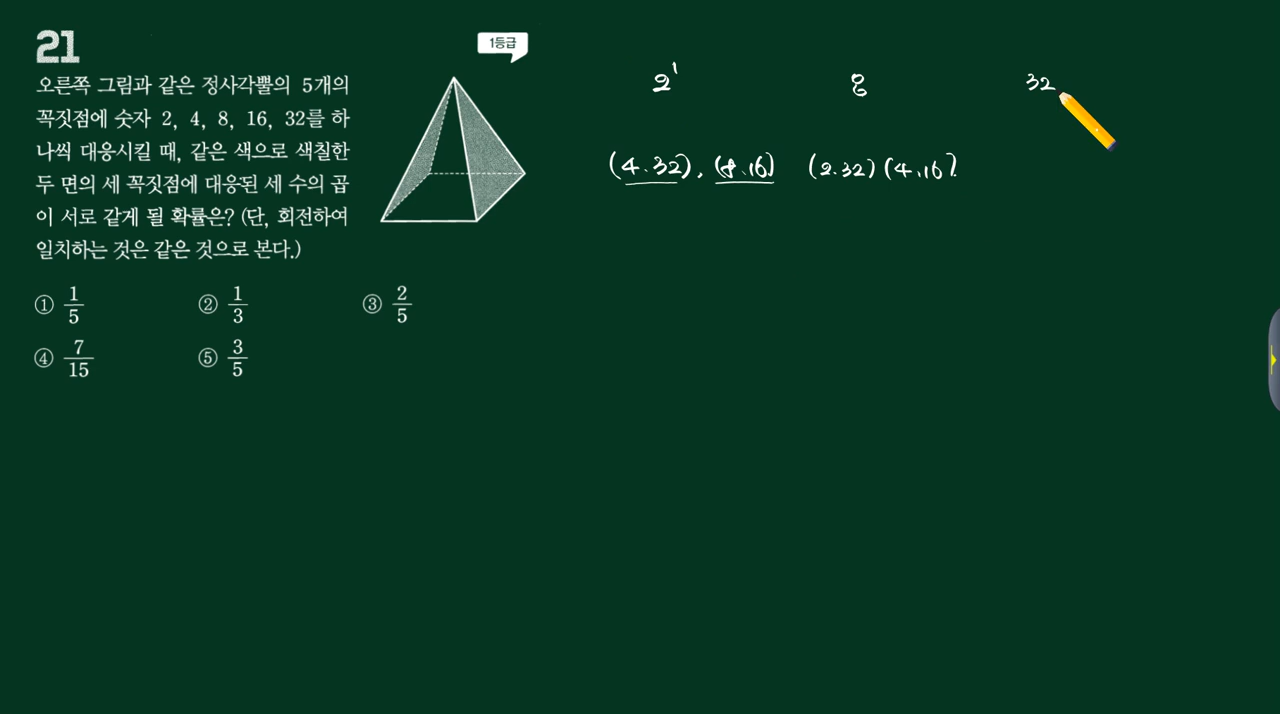 21
1등급
오른쪽 그림과 같은 정사각뿔의 5개의
꼭짓점에 숫자 2, 4, 8, 16, 32를 하
나씩 대응시킬 때, 같은 색으로 색칠한
두 면의 세 꼭짓점에 대응된 세 수의 곱
이 서로 같게 될 확률은? (단, 회전하여
일치하는 것은 같은 것으로 본다.)
① 1/5 ② 1/3 ③ 2/5
④ 7/15 ⑤ 3/5
2' 8 32
(4.32), (8.16) (2.32)(4.16).